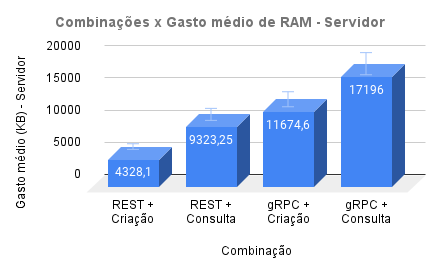 Combinações x Gasto médio de RAM - Servidor
Gasto médio (KB) - Servidor
20000
15000
10000
5000
0
4328,1
9323,25
11674,6
17196
REST +
Criação
REST +
Consulta
gRPC +
Criação
gRPC +
Consulta
Combinação